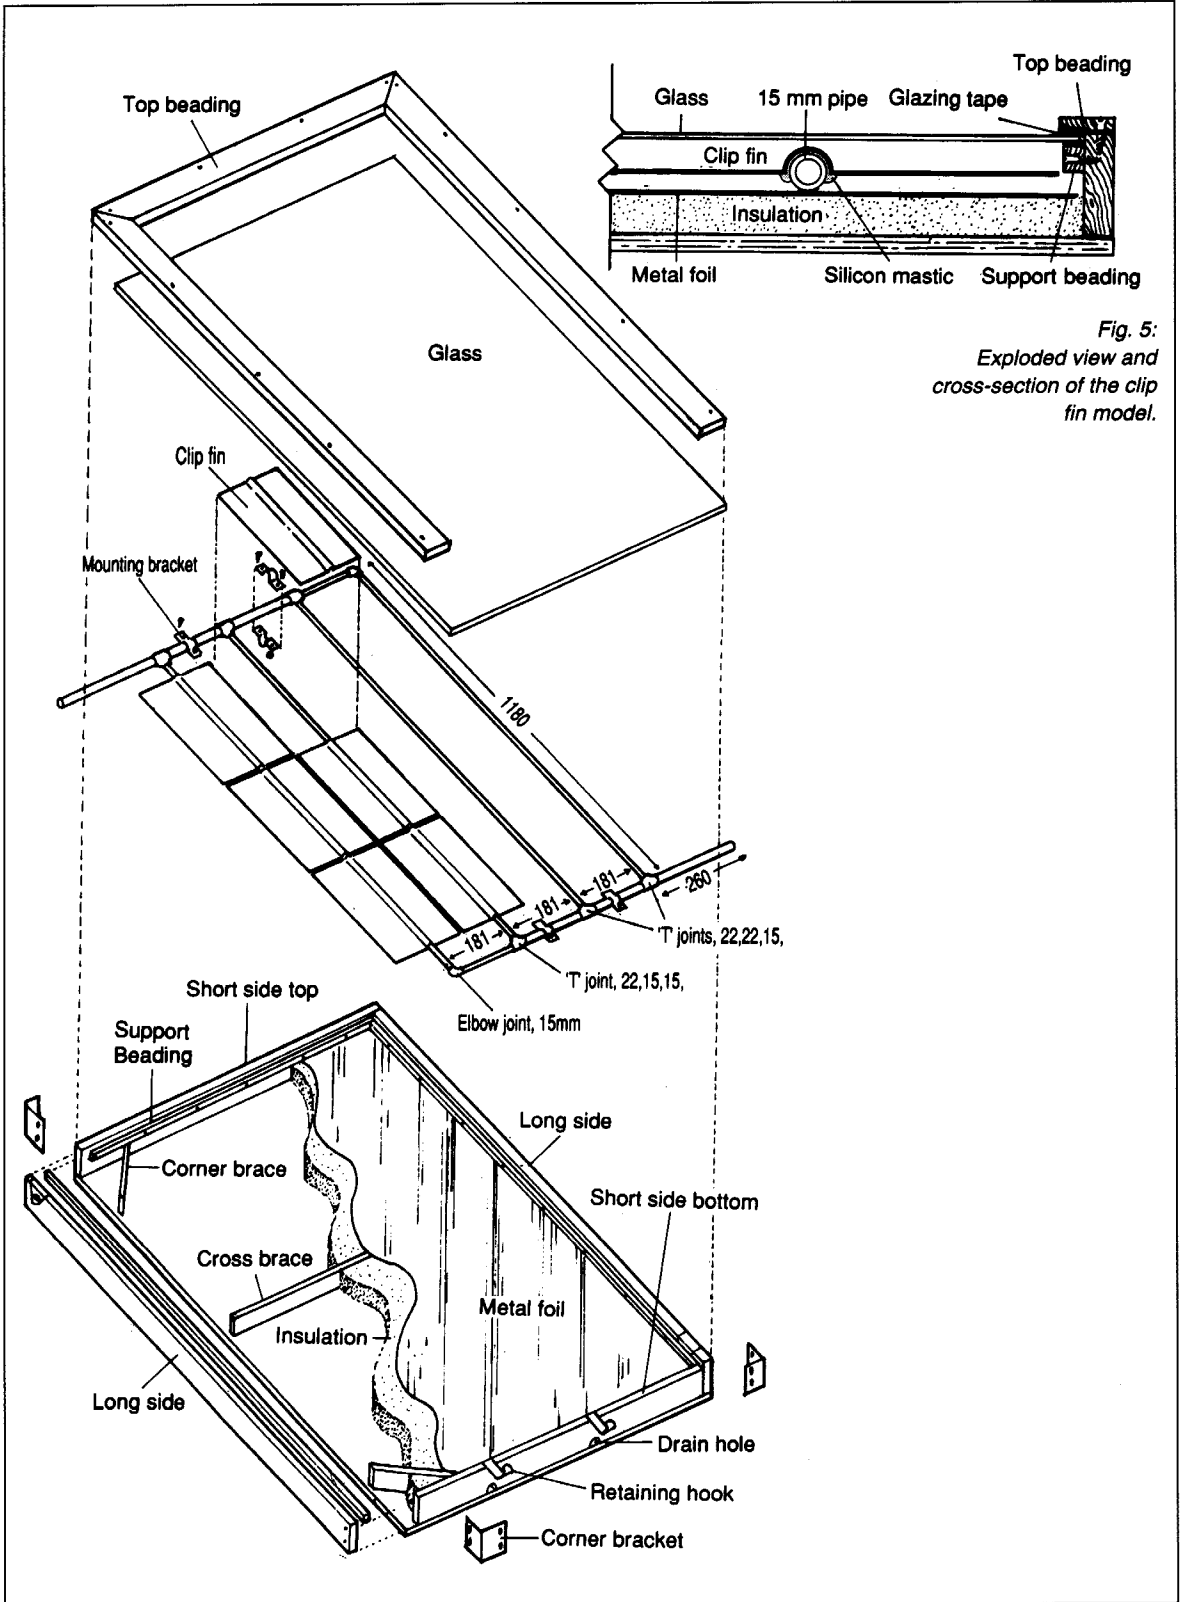 Top beading
Top beading
Glass
15 mm pipe
Glazing tape
Clip fin
Insulation
Metal foil
Silicon mastic
Support beading
Fig. 5:
Exploded view and
cross-section of the clip
fin model.
Glass
Clip fin
Mounting bracket
1180
181
181
181
260
'T' joints, 22,22,15,
'T' joint, 22,15,15,
Elbow joint, 15mm
Short side top
Support
Beading
Long side
Corner brace
Short side bottom
Cross brace
Metal foil
Insulation
Long side
Drain hole
Retaining hook
Corner bracket